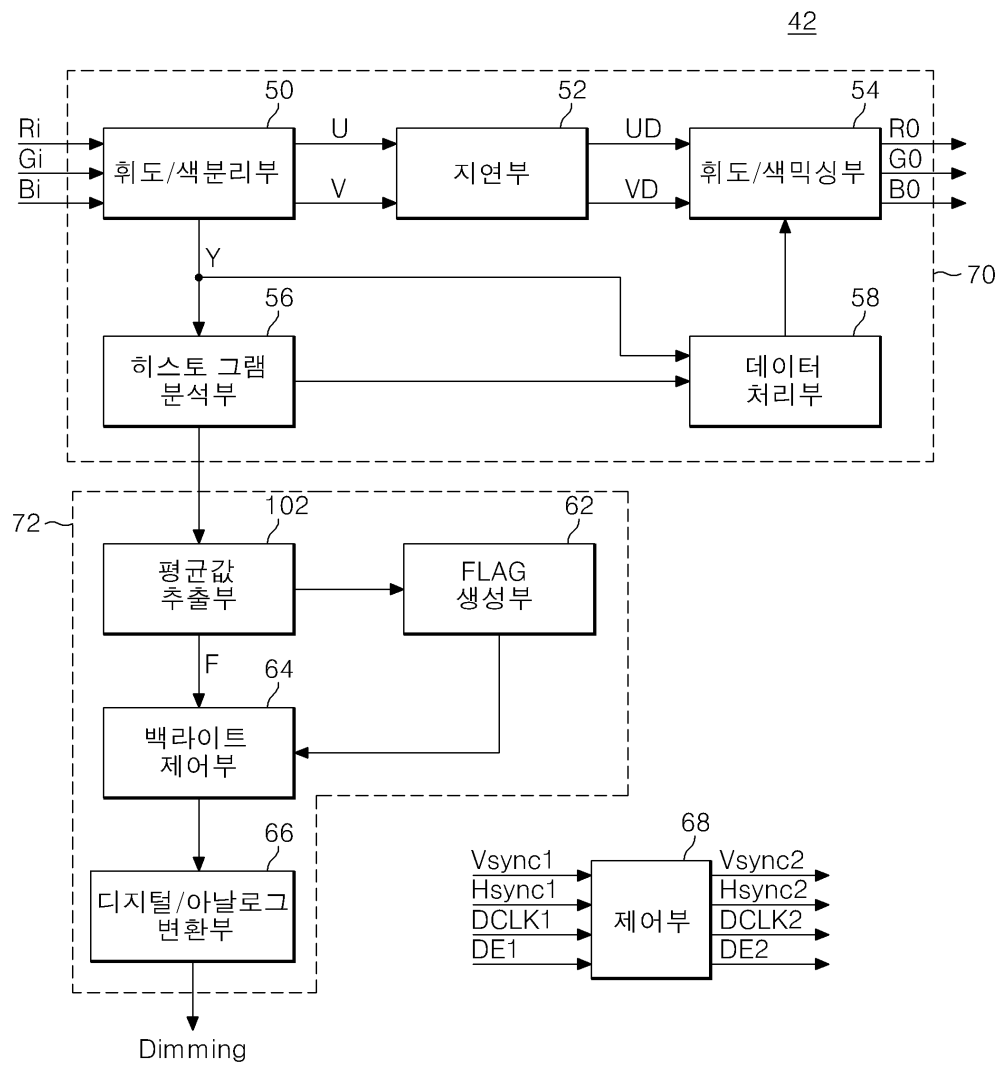 42
50
52
54
Ri
Gi
Bi
휘도/색분리부
U
V
지연부
UD
VD
휘도/색믹싱부
R0
G0
B0
Y
70
56
58
히스토 그램
분석부
데이터
처리부
72
102
62
평균값
추출부
FLAG
생성부
F
64
백라이트
제어부
66
68
디지털/아날로그
변환부
Vsync1
Hsync1
DCLK1
DE1
제어부
Vsync2
Hsync2
DCLK2
DE2
Dimming